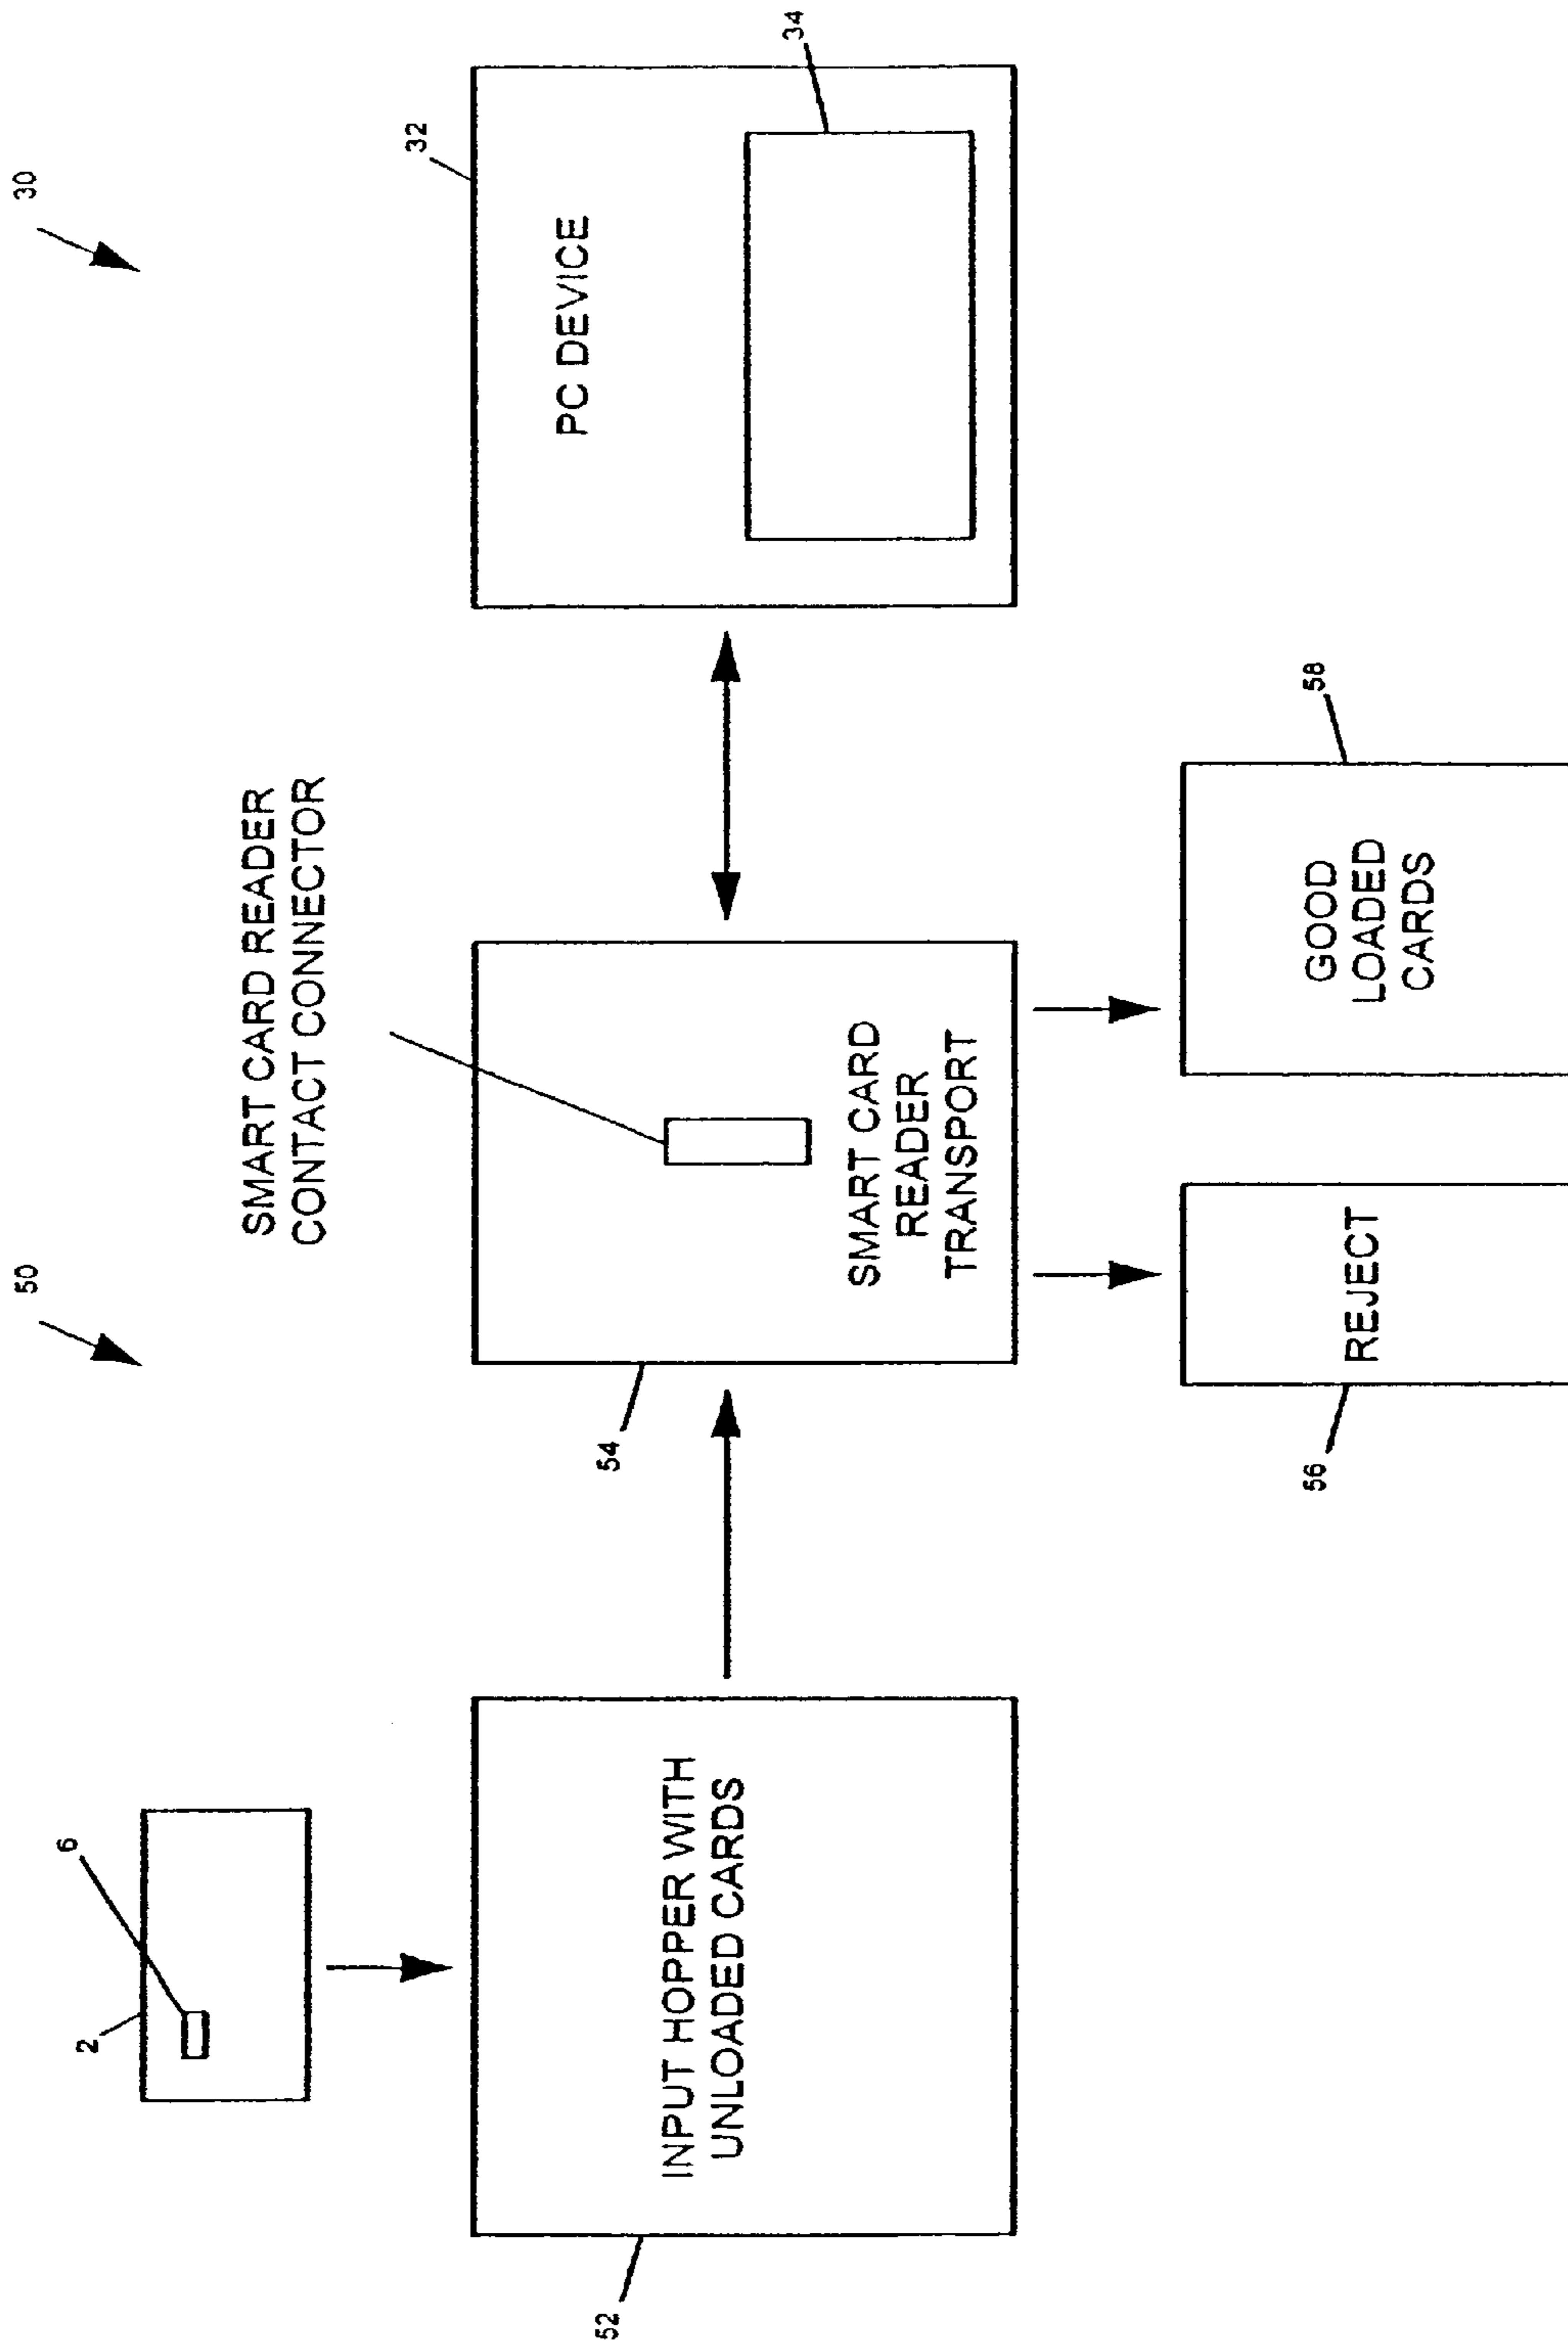 50
30
2
6
SMART CARD READER
CONTACT CONNECTOR
32
PC DEVICE
34
INPUT HOPPER WITH
UNLOADED CARDS
52
54
SMART CARD
READER
TRANSPORT
REJECT
56
GOOD
LOADED
CARDS
58